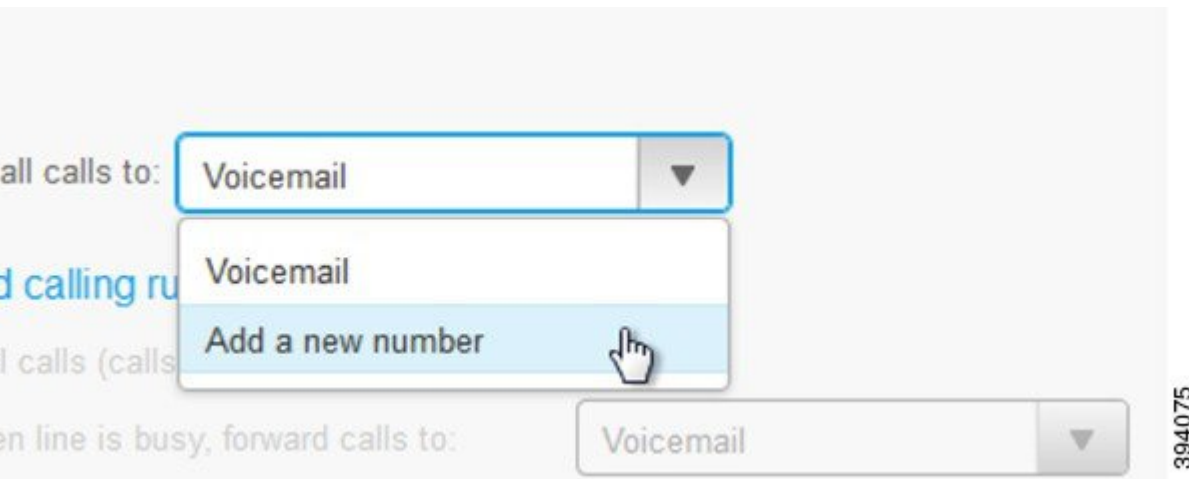 all calls to: Voicemail
Voicemail
d calling ru
Add a new number
l calls (calls
en line is busy, forward calls to: Voicemail
394075